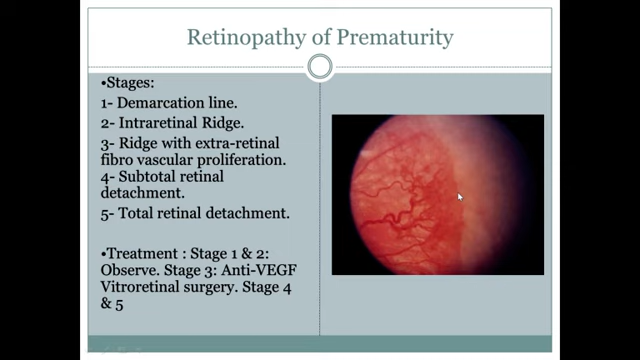 Retinopathy of Prematurity
•Stages:
1- Demarcation line.
2- Intraretinal Ridge.
3- Ridge with extra-retinal
fibro vascular proliferation.
4- Subtotal retinal
detachment.
5- Total retinal detachment.
•Treatment : Stage 1 & 2:
Observe. Stage 3: Anti-VEGF
Vitroretinal surgery. Stage 4
& 5